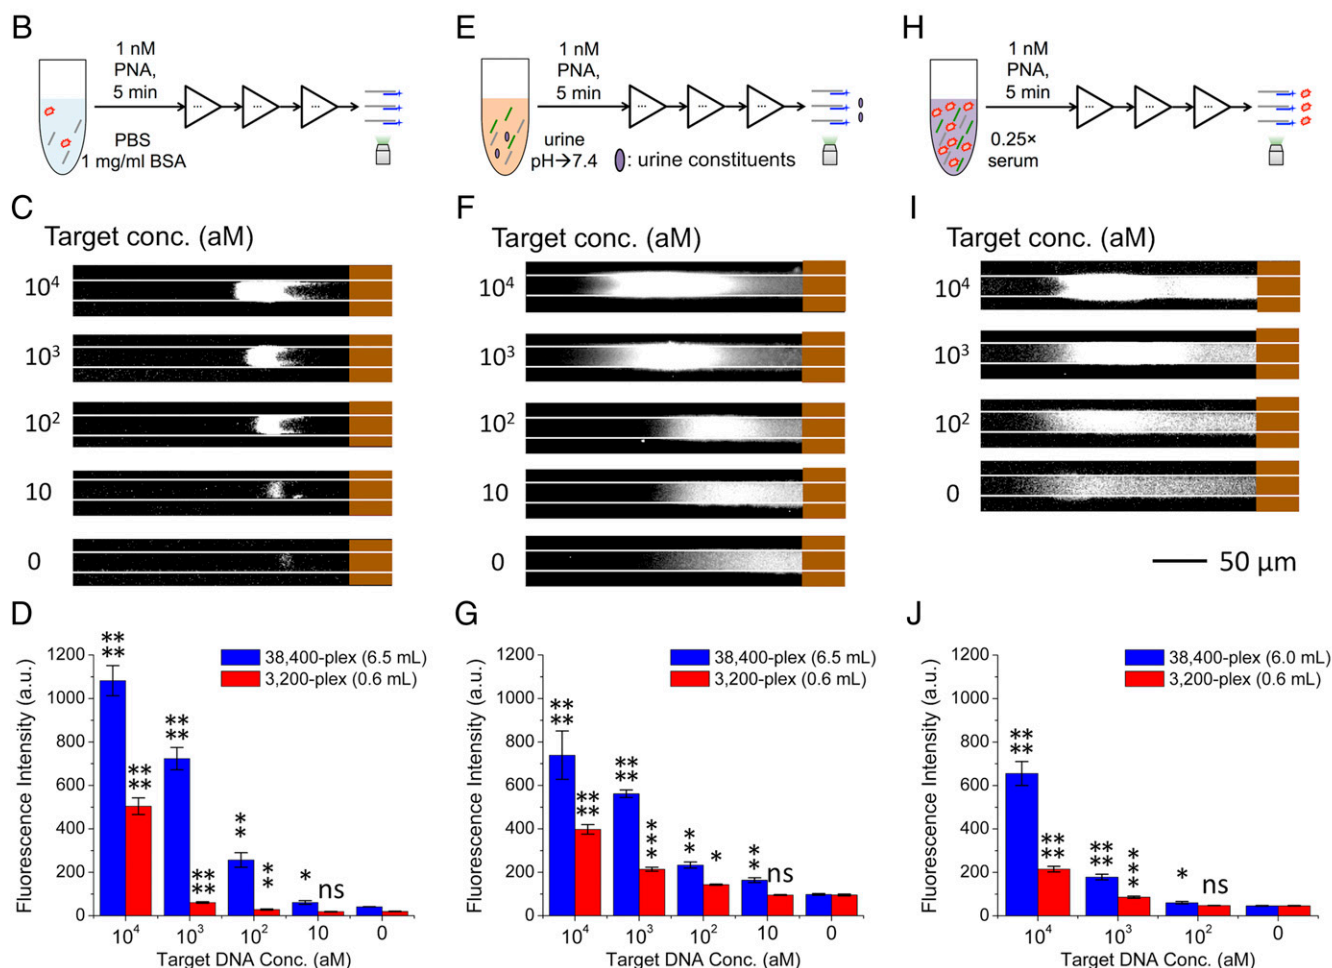 B
1 nM
PNA,
5 min
... ... ...
PBS
1 mg/ml BSA
E
1 nM
PNA,
5 min
... ... ...
urine
pH→7.4
: urine constituents
H
1 nM
PNA,
5 min
... ... ...
0.25×
serum
C
Target conc. (aM)
10⁴
10³
10²
10
0
F
Target conc. (aM)
10⁴
10³
10²
10
0
I
Target conc. (aM)
10⁴
10³
10²
0
50 µm
D
Fluorescence Intensity (a.u.)
1200
1000
800
600
400
200
0
38,400-plex (6.5 mL)
3,200-plex (0.6 mL)
** **
** **
** **
** **
* *
* *
*
ns
10⁴ 10³ 10² 10 0
Target DNA Conc. (aM)
G
Fluorescence Intensity (a.u.)
1200
1000
800
600
400
200
0
38,400-plex (6.5 mL)
3,200-plex (0.6 mL)
** **
** **
** **
* * *
* *
*
* *
ns
10⁴ 10³ 10² 10 0
Target DNA Conc. (aM)
J
Fluorescence Intensity (a.u.)
1200
1000
800
600
400
200
0
38,400-plex (6.0 mL)
3,200-plex (0.6 mL)
** **
** **
** **
* * *
*
ns
10⁴ 10³ 10² 0
Target DNA Conc. (aM)